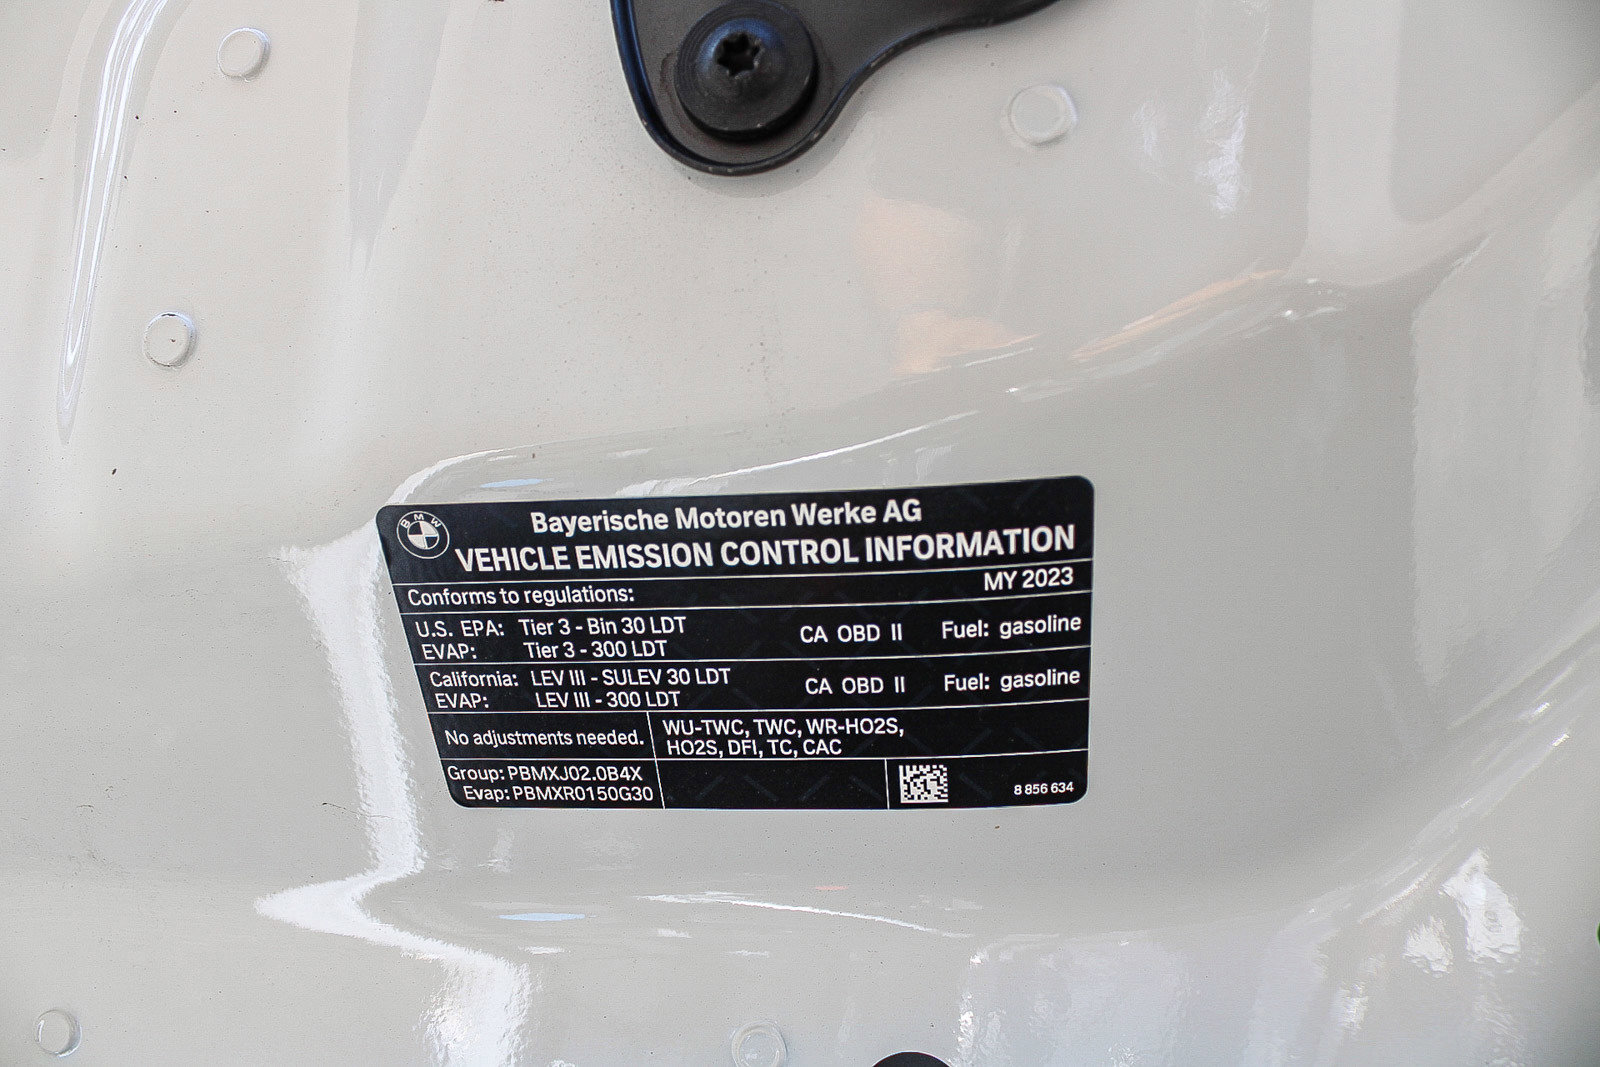 BMW
Bayerische Motoren Werke AG
VEHICLE EMISSION CONTROL INFORMATION
Conforms to regulations: MY 2023
U.S. EPA: Tier 3 - Bin 30 LDT CA OBD II Fuel: gasoline
EVAP: Tier 3 - 300 LDT
California: LEV III - SULEV 30 LDT CA OBD II Fuel: gasoline
EVAP: LEV III - 300 LDT
No adjustments needed. WU-TWC, TWC, WR-HO2S,
HO2S, DFI, TC, CAC
Group: PBMXJ02.0B4X
Evap: PBMXR0150G30 8 856 634